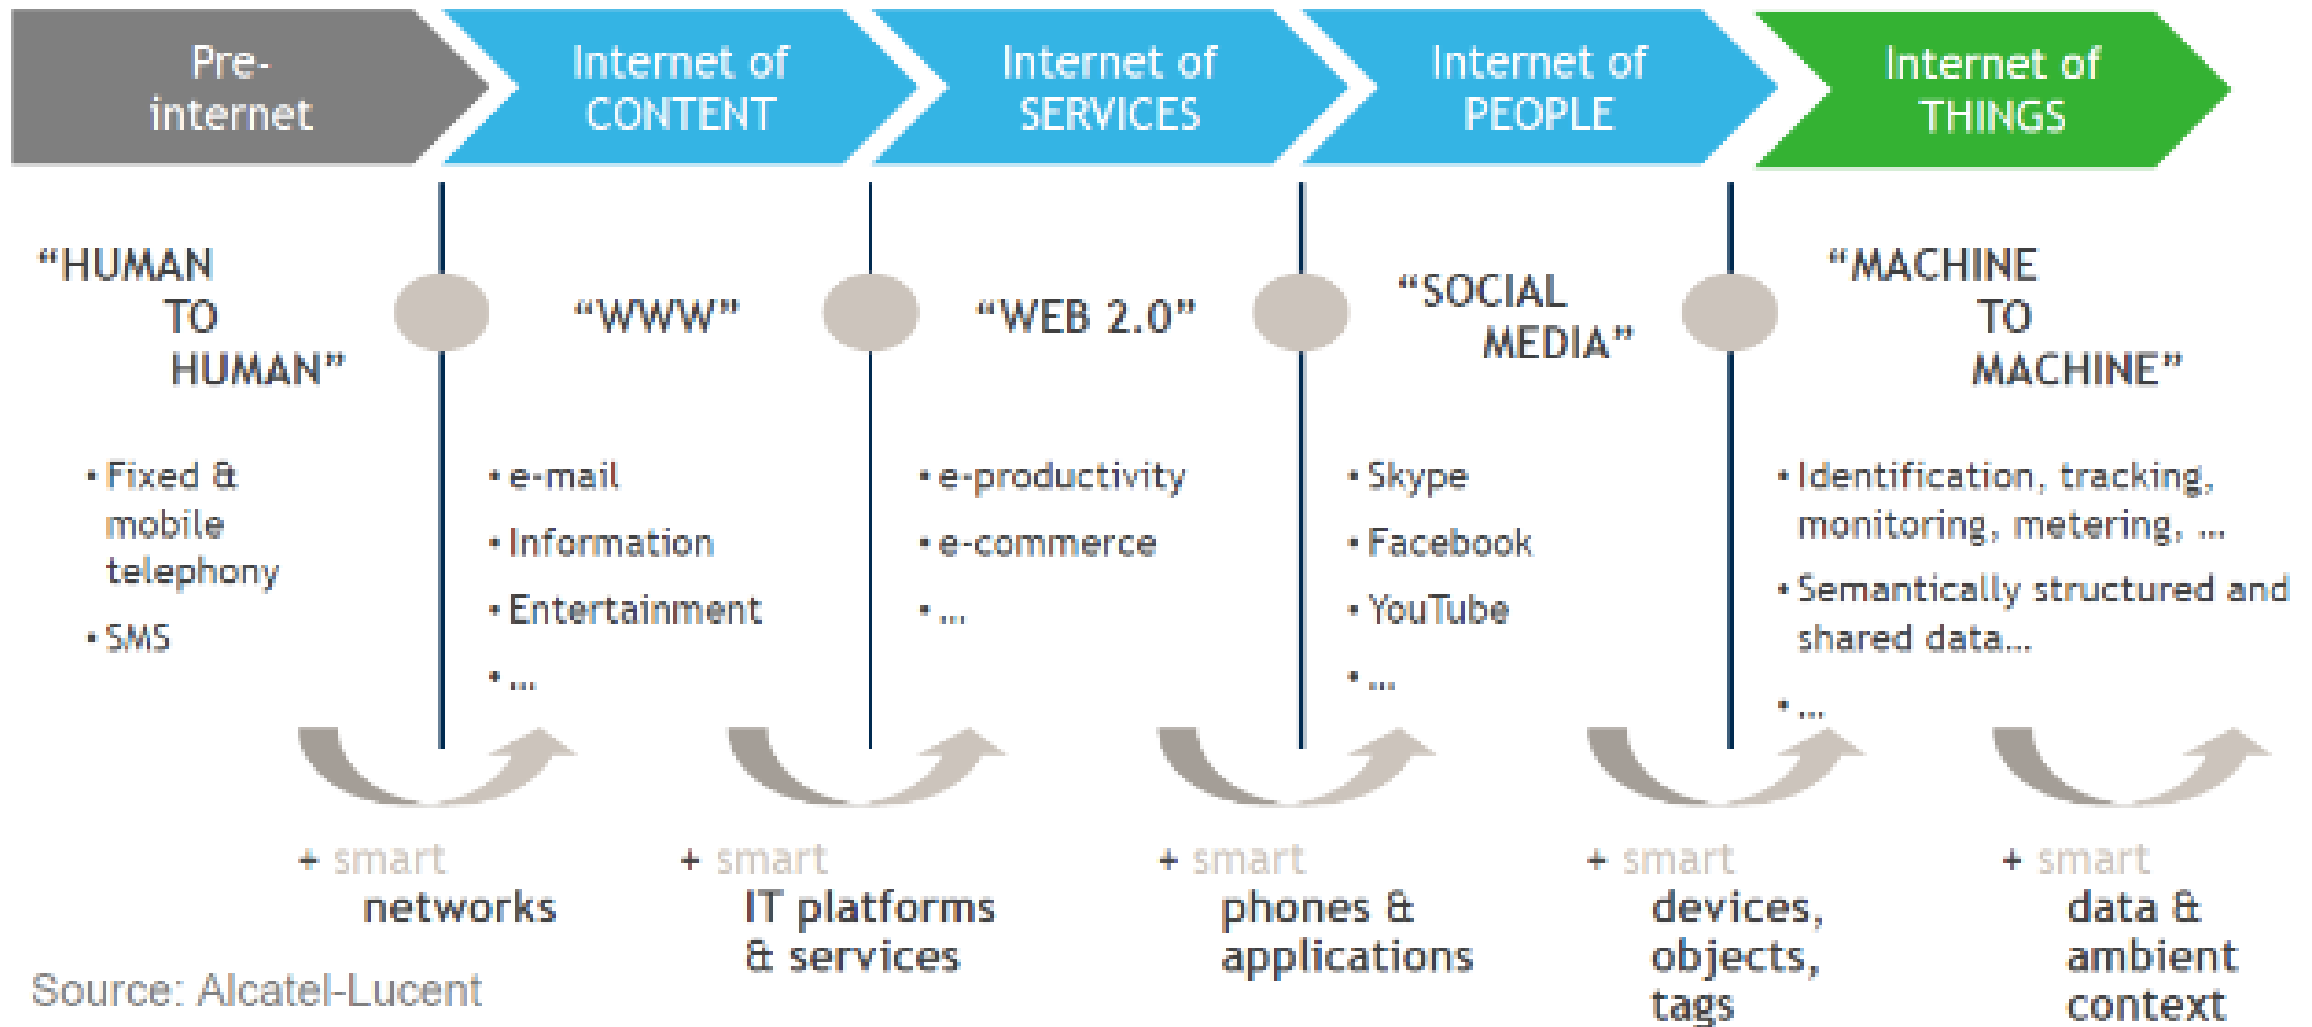 Pre-
internet
Internet of
CONTENT
Internet of
SERVICES
Internet of
PEOPLE
Internet of
THINGS
“HUMAN
TO
HUMAN”
“WWW”
“WEB 2.0”
“SOCIAL
MEDIA”
“MACHINE
TO
MACHINE”
• Fixed &
mobile
telephony
• SMS
• e-mail
• Information
• Entertainment
• ...
• e-productivity
• e-commerce
• ...
• Skype
• Facebook
• YouTube
• ...
• Identification, tracking,
monitoring, metering, ...
• Semantically structured and
shared data...
• ...
+ smart
networks
+ smart
IT platforms
& services
+ smart
phones &
applications
+ smart
devices,
objects,
tags
+ smart
data &
ambient
context
Source: Alcatel-Lucent